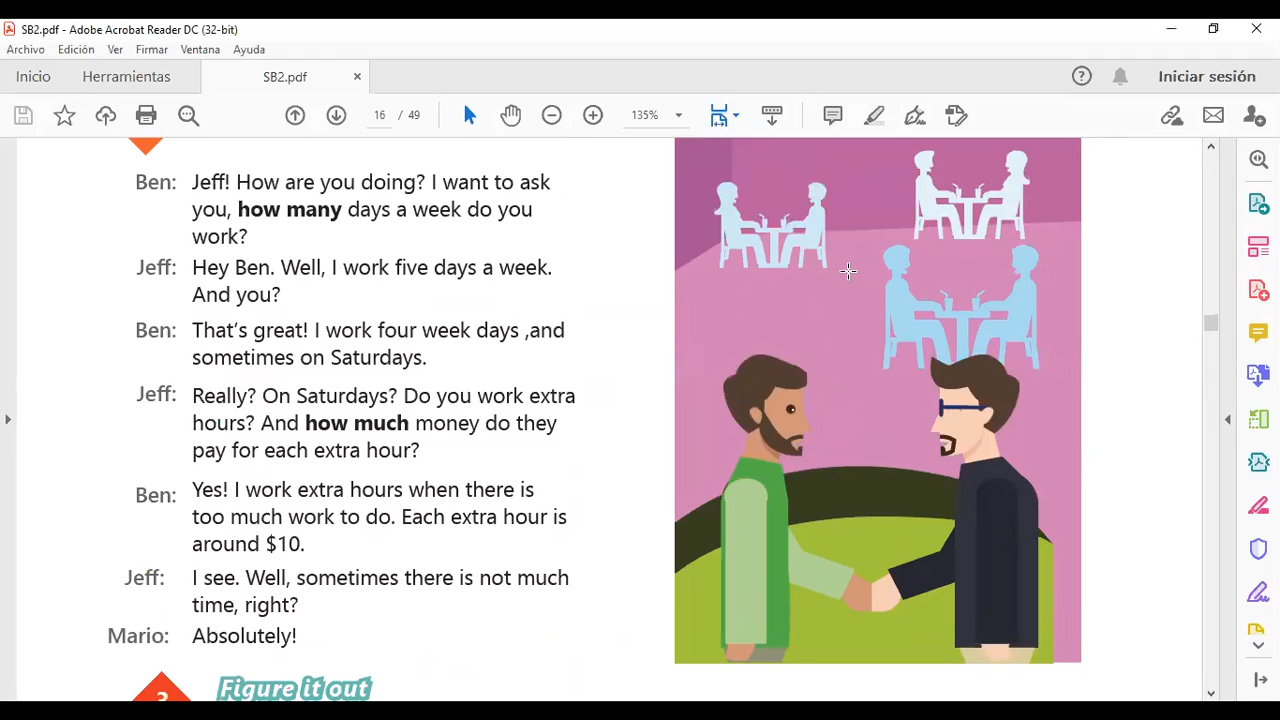 SB2.pdf - Adobe Acrobat Reader DC (32-bit)
Archivo Edición Ver Firmar Ventana Ayuda
Inicio Herramientas SB2.pdf Iniciar sesión
16 / 49 135%
Ben: Jeff! How are you doing? I want to ask
you, how many days a week do you
work?
Jeff: Hey Ben. Well, I work five days a week.
And you?
Ben: That's great! I work four week days ,and
sometimes on Saturdays.
Jeff: Really? On Saturdays? Do you work extra
hours? And how much money do they
pay for each extra hour?
Ben: Yes! I work extra hours when there is
too much work to do. Each extra hour is
around $10.
Jeff: I see. Well, sometimes there is not much
time, right?
Mario: Absolutely!
3 Figure it out